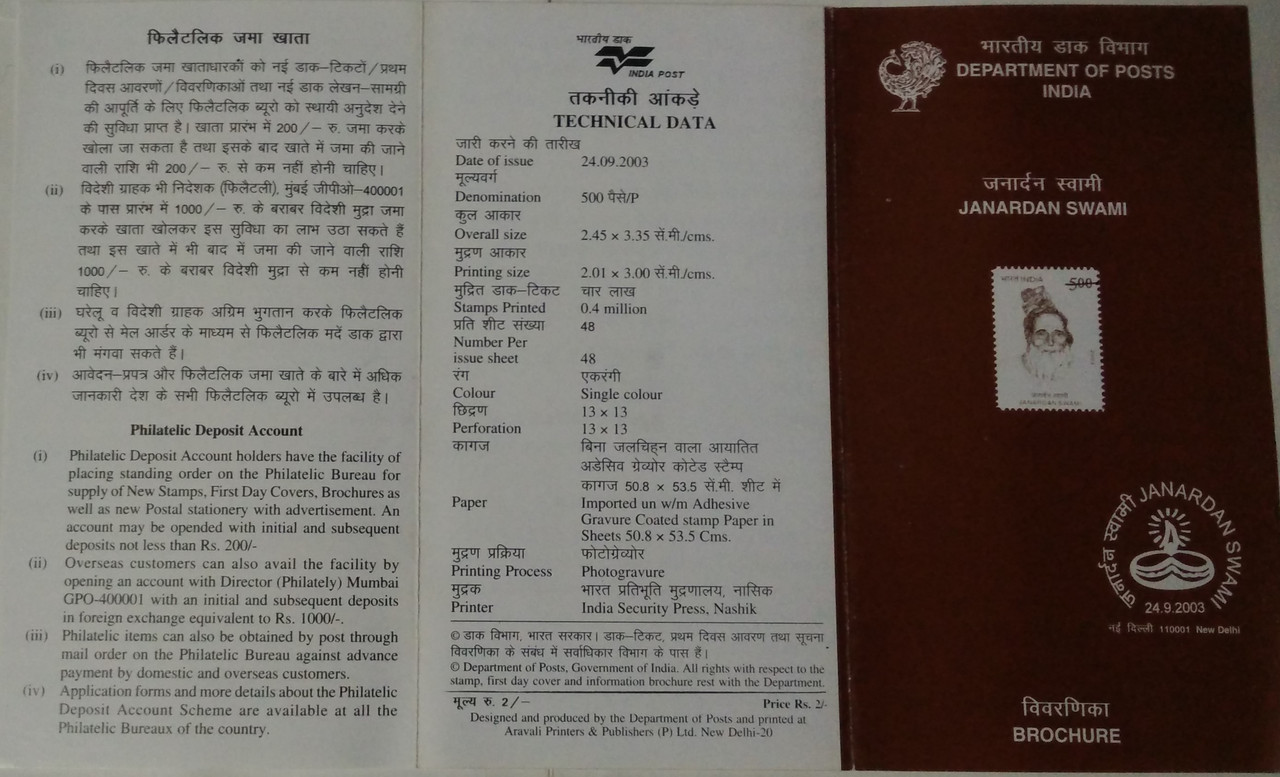 फिलैटलिक जमा खाता
(i) फिलैटलिक जमा खाताधारकों को नई डाक–टिकटों/प्रथम
दिवस आवरणों/विवरणिकाओं तथा नई डाक लेखन–सामग्री
की आपूर्ति के लिए फिलैटलिक ब्यूरो को स्थायी अनुदेश देने
की सुविधा प्राप्त है। खाता प्रारंभ में 200/– रु. जमा करके
खोला जा सकता है तथा इसके बाद खाते में जमा की जाने
वाली राशि भी 200/– रु. से कम नहीं होनी चाहिए।
(ii) विदेशी ग्राहक भी निदेशक (फिलैटली), मुंबई जीपीओ–400001
के पास प्रारंभ में 1000/– रु. के बराबर विदेशी मुद्रा जमा
करके खाता खोलकर इस सुविधा का लाभ उठा सकते हैं
तथा इस खाते में भी बाद में जमा की जाने वाली राशि
1000/– रु. के बराबर विदेशी मुद्रा से कम नहीं होनी
चाहिए।
(iii) घरेलू व विदेशी ग्राहक अग्रिम भुगतान करके फिलैटलिक
ब्यूरो से मेल आर्डर के माध्यम से फिलैटलिक मदें डाक द्वारा
भी मंगवा सकते हैं।
(iv) आवेदन–प्रपत्र और फिलैटलिक जमा खाते के बारे में अधिक
जानकारी देश के सभी फिलैटलिक ब्यूरो में उपलब्ध है।
Philatelic Deposit Account
(i) Philatelic Deposit Account holders have the facility of
placing standing order on the Philatelic Bureau for
supply of New Stamps, First Day Covers, Brochures as
well as new Postal stationery with advertisement. An
account may be opended with initial and subsequent
deposits not less than Rs. 200/-
(ii) Overseas customers can also avail the facility by
opening an account with Director (Philately) Mumbai
GPO-400001 with an initial and subsequent deposits
in foreign exchange equivalent to Rs. 1000/-.
(iii) Philatelic items can also be obtained by post through
mail order on the Philatelic Bureau against advance
payment by domestic and overseas customers.
(iv) Application forms and more details about the Philatelic
Deposit Account Scheme are available at all the
Philatelic Bureaux of the country.
भारतीय डाक
INDIA POST
तकनीकी आंकड़े
TECHNICAL DATA
जारी करने की तारीख
Date of issue 24.09.2003
मूल्यवर्ग
Denomination 500 पैसे/P
कुल आकार
Overall size 2.45 × 3.35 सें.मी./cms.
मुद्रण आकार
Printing size 2.01 × 3.00 सें.मी./cms.
मुद्रित डाक–टिकट चार लाख
Stamps Printed 0.4 million
प्रति शीट संख्या 48
Number Per
issue sheet 48
रंग एकरंगी
Colour Single colour
छिद्रण 13 × 13
Perforation 13 × 13
कागज बिना जलचिह्न वाला आयातित
अडेसिव ग्रेव्योर कोटेड स्टैम्प
कागज 50.8 × 53.5 सें.मी. शीट में
Paper Imported un w/m Adhesive
Gravure Coated stamp Paper in
Sheets 50.8 × 53.5 Cms.
मुद्रण प्रक्रिया फोटोग्रेव्योर
Printing Process Photogravure
मुद्रक भारत प्रतिभूति मुद्रणालय, नासिक
Printer India Security Press, Nashik
© डाक विभाग, भारत सरकार। डाक–टिकट, प्रथम दिवस आवरण तथा सूचना
विवरणिका के संबंध में सर्वाधिकार विभाग के पास हैं।
© Department of Posts, Government of India. All rights with respect to the
stamp, first day cover and information brochure rest with the Department.
मूल्य रु. 2/– Price Rs. 2/-
Designed and produced by the Department of Posts and printed at
Aravali Printers & Publishers (P) Ltd. New Delhi-20
भारतीय डाक विभाग
DEPARTMENT OF POSTS
INDIA
जनार्दन स्वामी
JANARDAN SWAMI
भारत INDIA 500
जनार्दन स्वामी
JANARDAN SWAMI
जनार्दन स्वामी JANARDAN SWAMI
24.9.2003
नई दिल्ली 110001 New Delhi
विवरणिका
BROCHURE